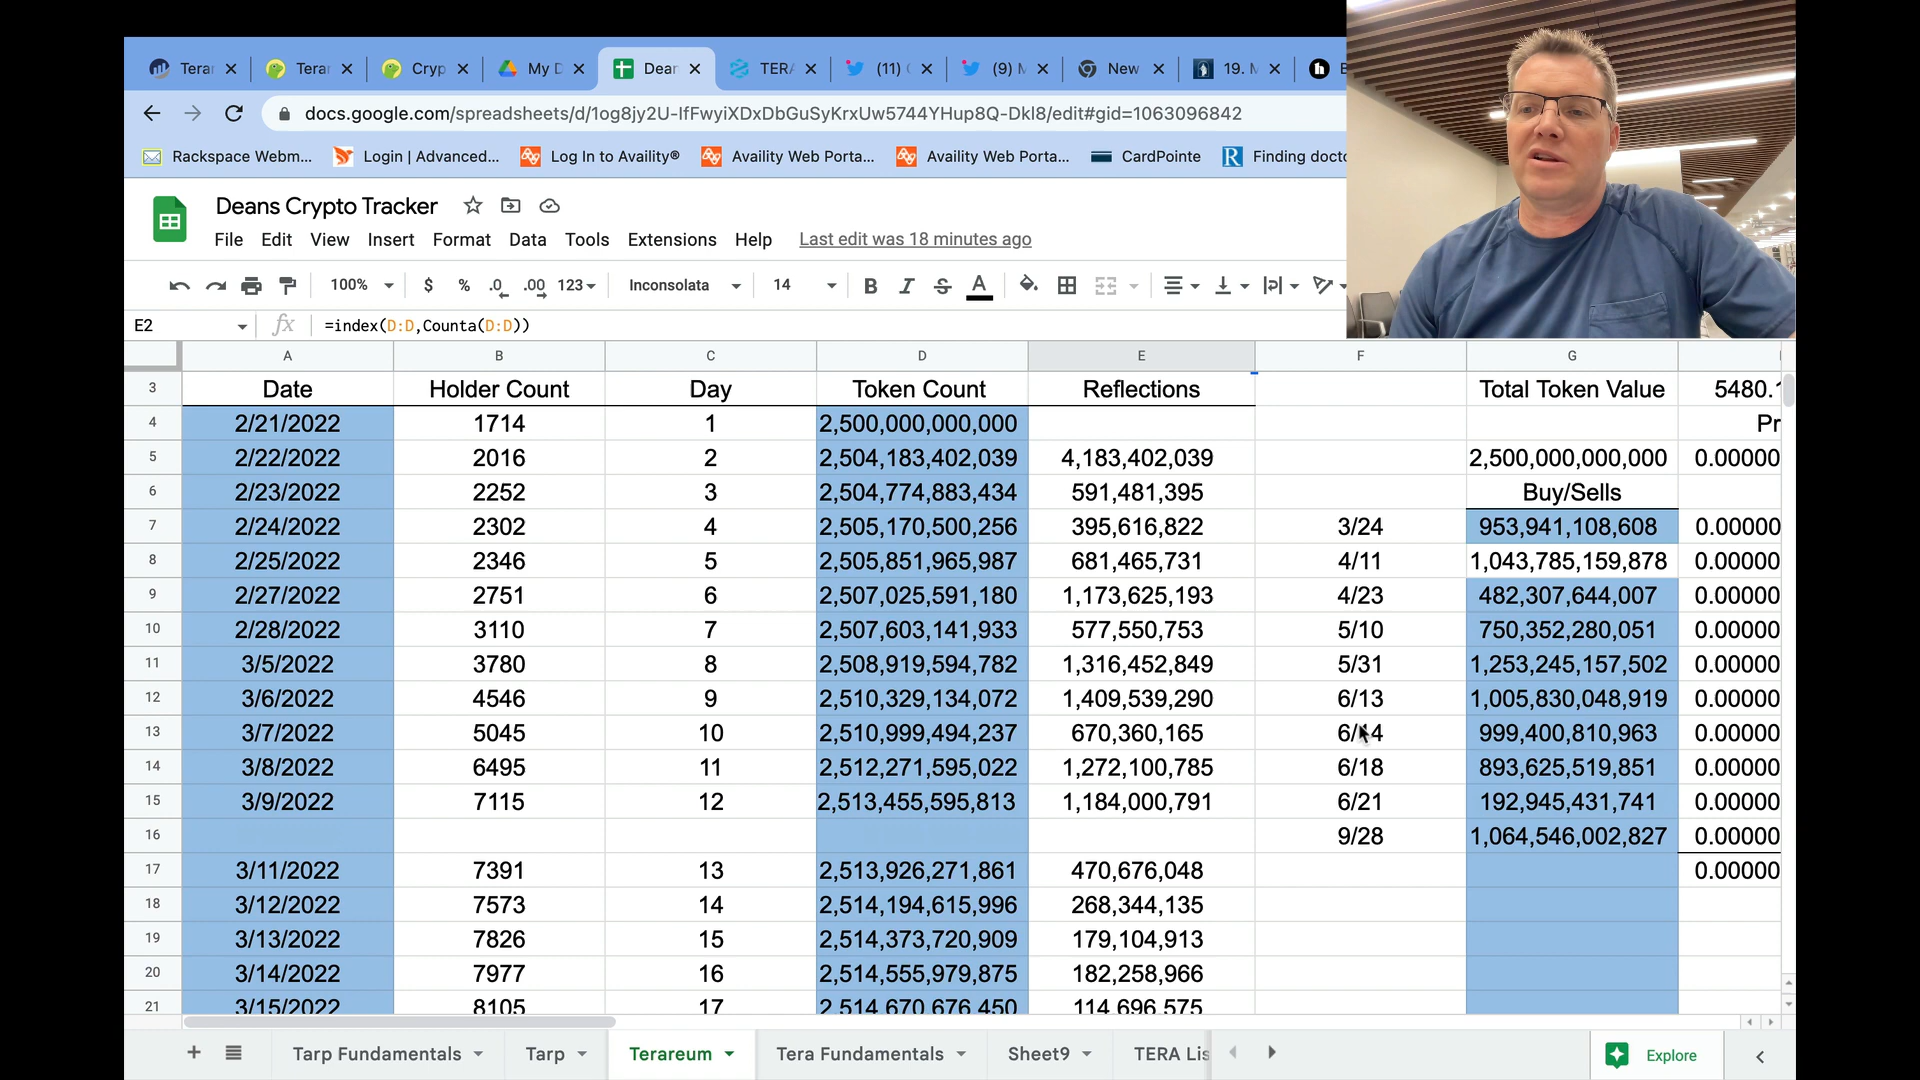 Terar
Terar
Cryp
My D
Dean
TER
(11)
(9) M
New
19. M
docs.google.com/spreadsheets/d/1og8jy2U-IfFwyiXDxDbGuSyKrxUw5744YHup8Q-Dkl8/edit#gid=1063096842
Rackspace Webm... Login | Advanced... Log In to Availity® Availity Web Porta... Availity Web Porta... CardPointe Finding docto
Deans Crypto Tracker
File Edit View Insert Format Data Tools Extensions Help Last edit was 18 minutes ago
100% $ % .0 .00 123 Inconsolata 14 B I S A
E2 fx =index(D:D,Counta(D:D))
A B C D E F G
3 Date Holder Count Day Token Count Reflections Total Token Value 5480.
4 2/21/2022 1714 1 2,500,000,000,000 Pr
5 2/22/2022 2016 2 2,504,183,402,039 4,183,402,039 2,500,000,000,000 0.00000
6 2/23/2022 2252 3 2,504,774,883,434 591,481,395 Buy/Sells
7 2/24/2022 2302 4 2,505,170,500,256 395,616,822 3/24 953,941,108,608 0.00000
8 2/25/2022 2346 5 2,505,851,965,987 681,465,731 4/11 1,043,785,159,878 0.00000
9 2/27/2022 2751 6 2,507,025,591,180 1,173,625,193 4/23 482,307,644,007 0.00000
10 2/28/2022 3110 7 2,507,603,141,933 577,550,753 5/10 750,352,280,051 0.00000
11 3/5/2022 3780 8 2,508,919,594,782 1,316,452,849 5/31 1,253,245,157,502 0.00000
12 3/6/2022 4546 9 2,510,329,134,072 1,409,539,290 6/13 1,005,830,048,919 0.00000
13 3/7/2022 5045 10 2,510,999,494,237 670,360,165 6/14 999,400,810,963 0.00000
14 3/8/2022 6495 11 2,512,271,595,022 1,272,100,785 6/18 893,625,519,851 0.00000
15 3/9/2022 7115 12 2,513,455,595,813 1,184,000,791 6/21 192,945,431,741 0.00000
16 9/28 1,064,546,002,827 0.00000
17 3/11/2022 7391 13 2,513,926,271,861 470,676,048 0.00000
18 3/12/2022 7573 14 2,514,194,615,996 268,344,135
19 3/13/2022 7826 15 2,514,373,720,909 179,104,913
20 3/14/2022 7977 16 2,514,555,979,875 182,258,966
21 3/15/2022 8105 17 2,514,670,676,450 114,696,575
Tarp Fundamentals Tarp Terareum Tera Fundamentals Sheet9 TERA Lis Explore